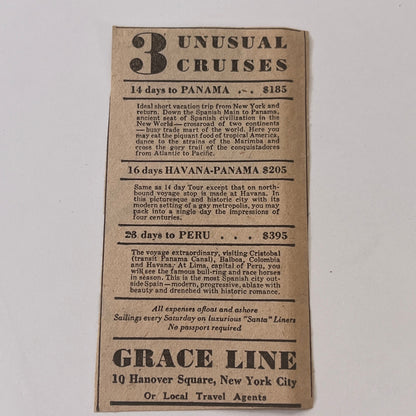 3 UNUSUAL
CRUISES
14 days to PANAMA . . . $185
Ideal short vacation trip from New York and
return. Down the Spanish Main to Panama,
ancient seat of Spanish civilization in the
New World—crossroad of two continents
—busy trade mart of the world. Here you
may eat the piquant food of tropical America,
dance to the strains of the Marimba and
cross the gory trail of the conquistadores
from Atlantic to Pacific.
16 days HAVANA-PANAMA $205
Same as 14 day Tour except that on north-
bound voyage stop is made at Havana. In
this picturesque and historic city with its
modern setting of a gay metropolis, you may
pack into a single day the impressions of
four centuries.
28 days to PERU . . . . $395
The voyage extraordinary, visiting Cristobal
(transit Panama Canal), Balboa, Colombia
and Havana. At Lima, capital of Peru, you
will see the famous bull-ring and race horses
in season. This is the most Spanish city out-
side Spain—modern, progressive, ablaze with
beauty and drenched with historic romance.
All expenses afloat and ashore
Sailings every Saturday on luxurious "Santa" Liners
No passport required
GRACE LINE
10 Hanover Square, New York City
Or Local Travel Agents